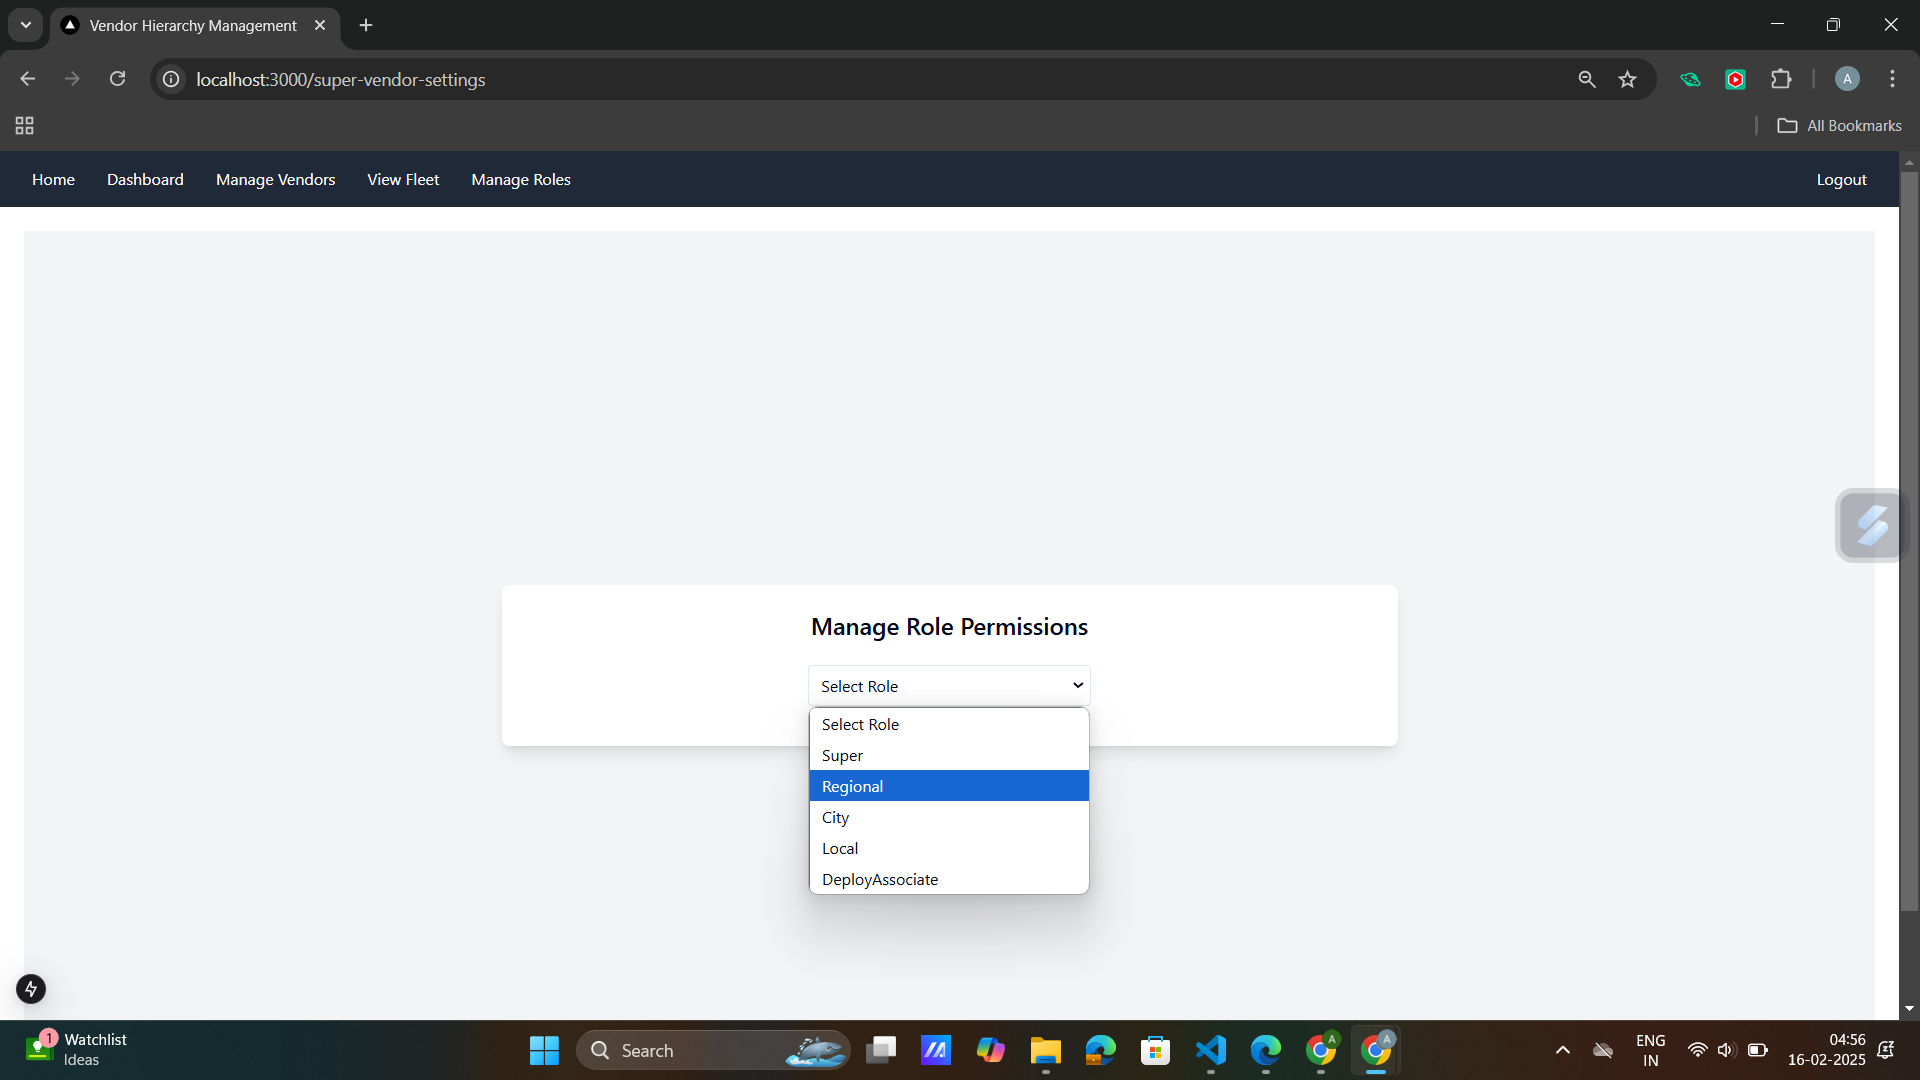 Vendor Hierarchy Management
localhost:3000/super-vendor-settings
A
All Bookmarks
Home
Dashboard
Manage Vendors
View Fleet
Manage Roles
Logout
Manage Role Permissions
Select Role
Select Role
Super
Regional
City
Local
DeployAssociate
1
Watchlist
Ideas
Search
A
A
ENG
IN
04:56
16-02-2025